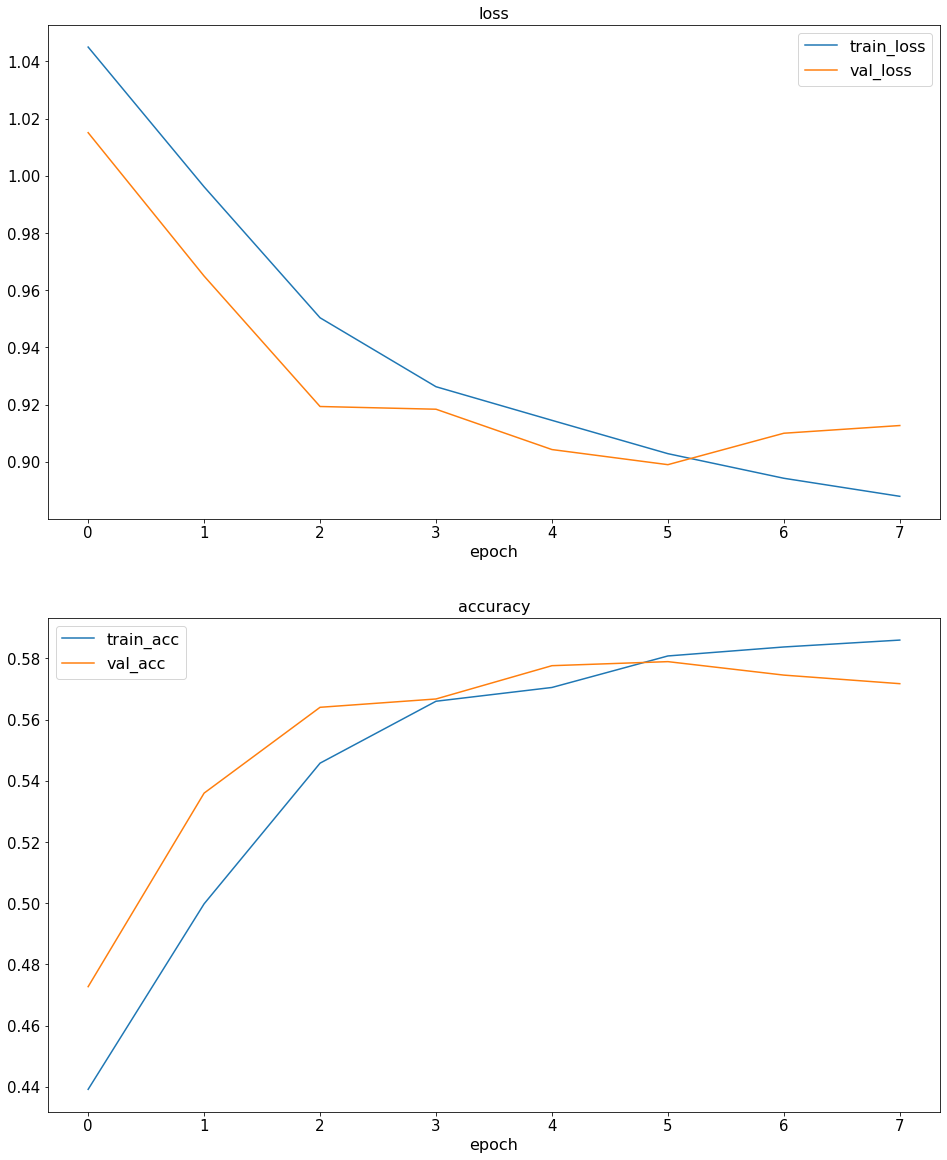 loss
train_loss
val_loss
1.04
1.02
1.00
0.98
0.96
0.94
0.92
0.90
0 1 2 3 4 5 6 7
epoch
accuracy
train_acc
val_acc
0.58
0.56
0.54
0.52
0.50
0.48
0.46
0.44
0 1 2 3 4 5 6 7
epoch